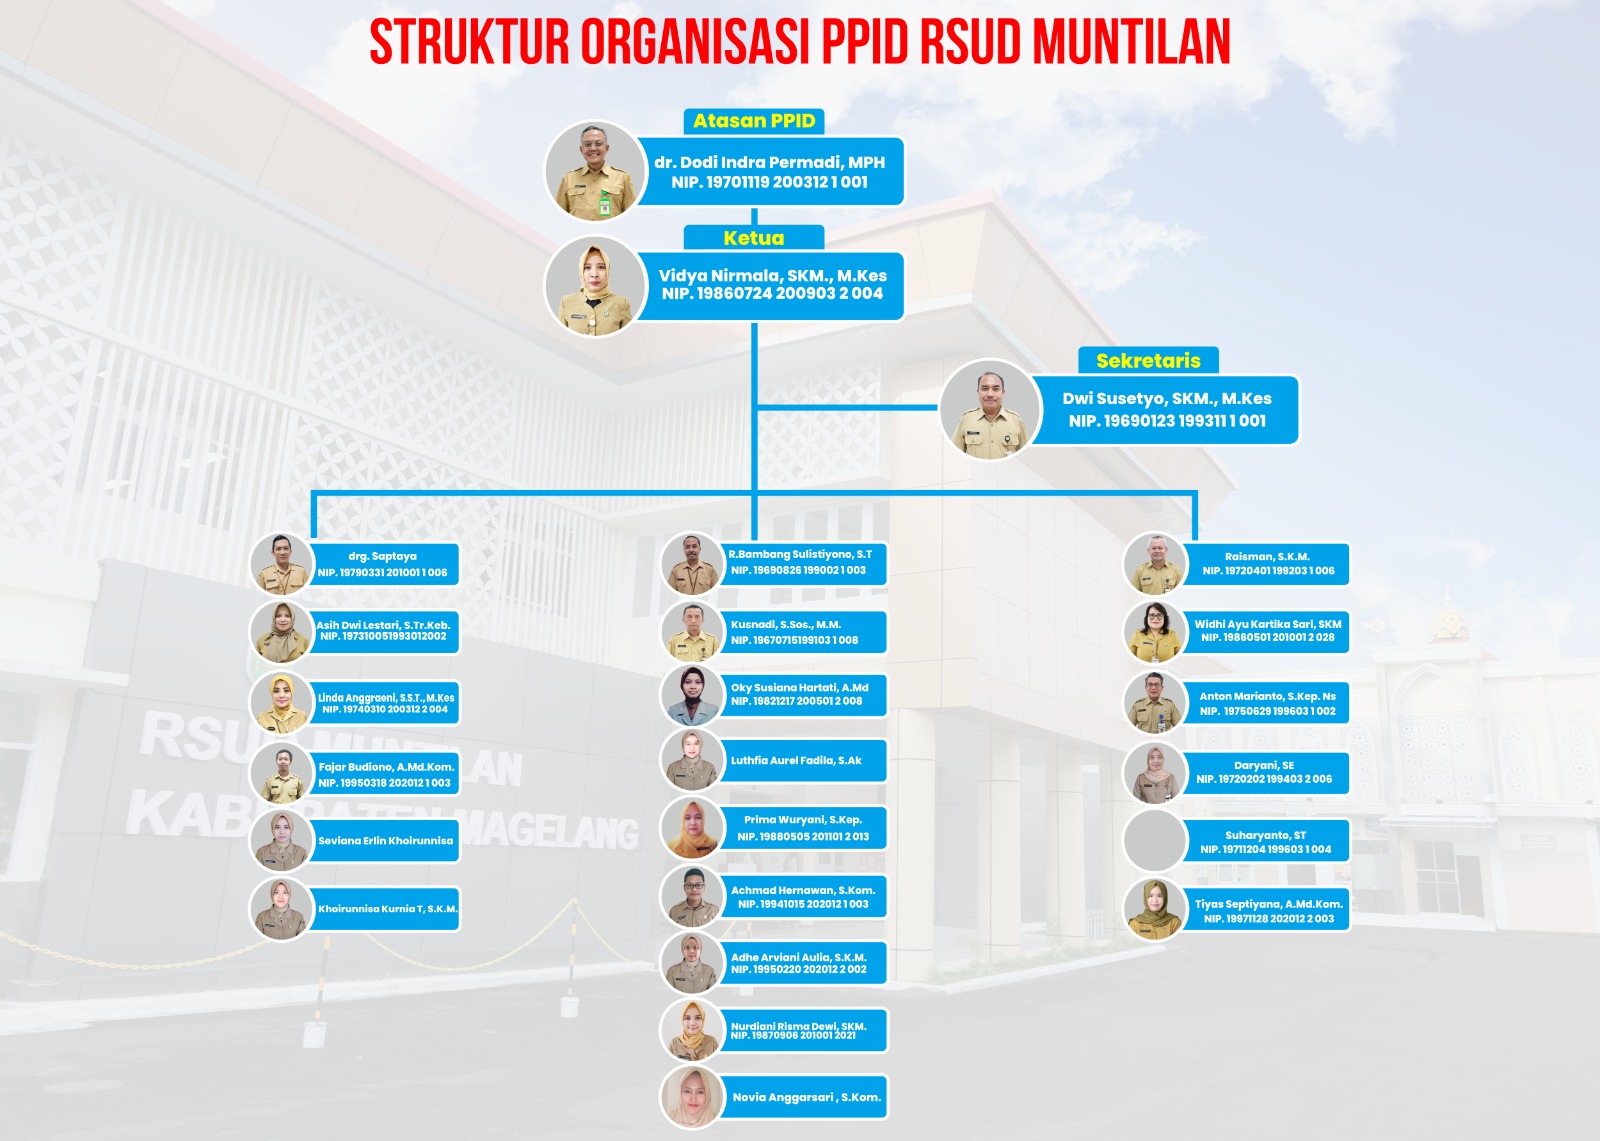 STRUKTUR ORGANISASI PPID RSUD MUNTILAN
Atasan PPID
dr. Dodi Indra Permadi, MPH
NIP. 19701119 200312 1 001
Ketua
Vidya Nirmala, SKM., M.Kes
NIP. 19860724 200903 2 004
Sekretaris
Dwi Susetyo, SKM., M.Kes
NIP. 19690123 199311 1 001
drg. Saptaya
NIP. 19790331 201001 1 006
Asih Dwi Lestari, S.Tr.Keb.
NIP. 197310051993012002
Linda Anggraeni, S.S.T., M.Kes
NIP. 19740310 200312 2 004
Fajar Budiono, A.Md.Kom.
NIP. 19950318 202012 1 003
Seviana Erlin Khoirunnisa
Khoirunnisa Kurnia T, S.K.M.
R.Bambang Sulistiyono, S.T
NIP. 19690826 199002 1 003
Kusnadi, S.Sos., M.M.
NIP. 19670715199103 1 008
Oky Susiana Hartati, A.Md
NIP. 19821217 200501 2 008
Luthfia Aurel Fadila, S.Ak
Prima Wuryani, S.Kep.
NIP. 19880505 201101 2 013
Achmad Hernawan, S.Kom.
NIP. 19941015 202012 1 003
Adhe Arviani Aulia, S.K.M.
NIP. 19950220 202012 2 002
Nurdiani Risma Dewi, SKM.
NIP. 19870906 201001 2021
Novia Anggarsari , S.Kom.
Raisman, S.K.M.
NIP. 19720401 199203 1 006
Widhi Ayu Kartika Sari, SKM
NIP. 19860501 201001 2 028
Anton Marianto, S.Kep. Ns
NIP. 19750629 199603 1 002
Daryani, SE
NIP. 19720202 199403 2 006
Suharyanto, ST
NIP. 19711204 199603 1 004
Tiyas Septiyana, A.Md.Kom.
NIP. 19971128 202012 2 003
RSUD MUNTILAN
KABUPATEN MAGELANG